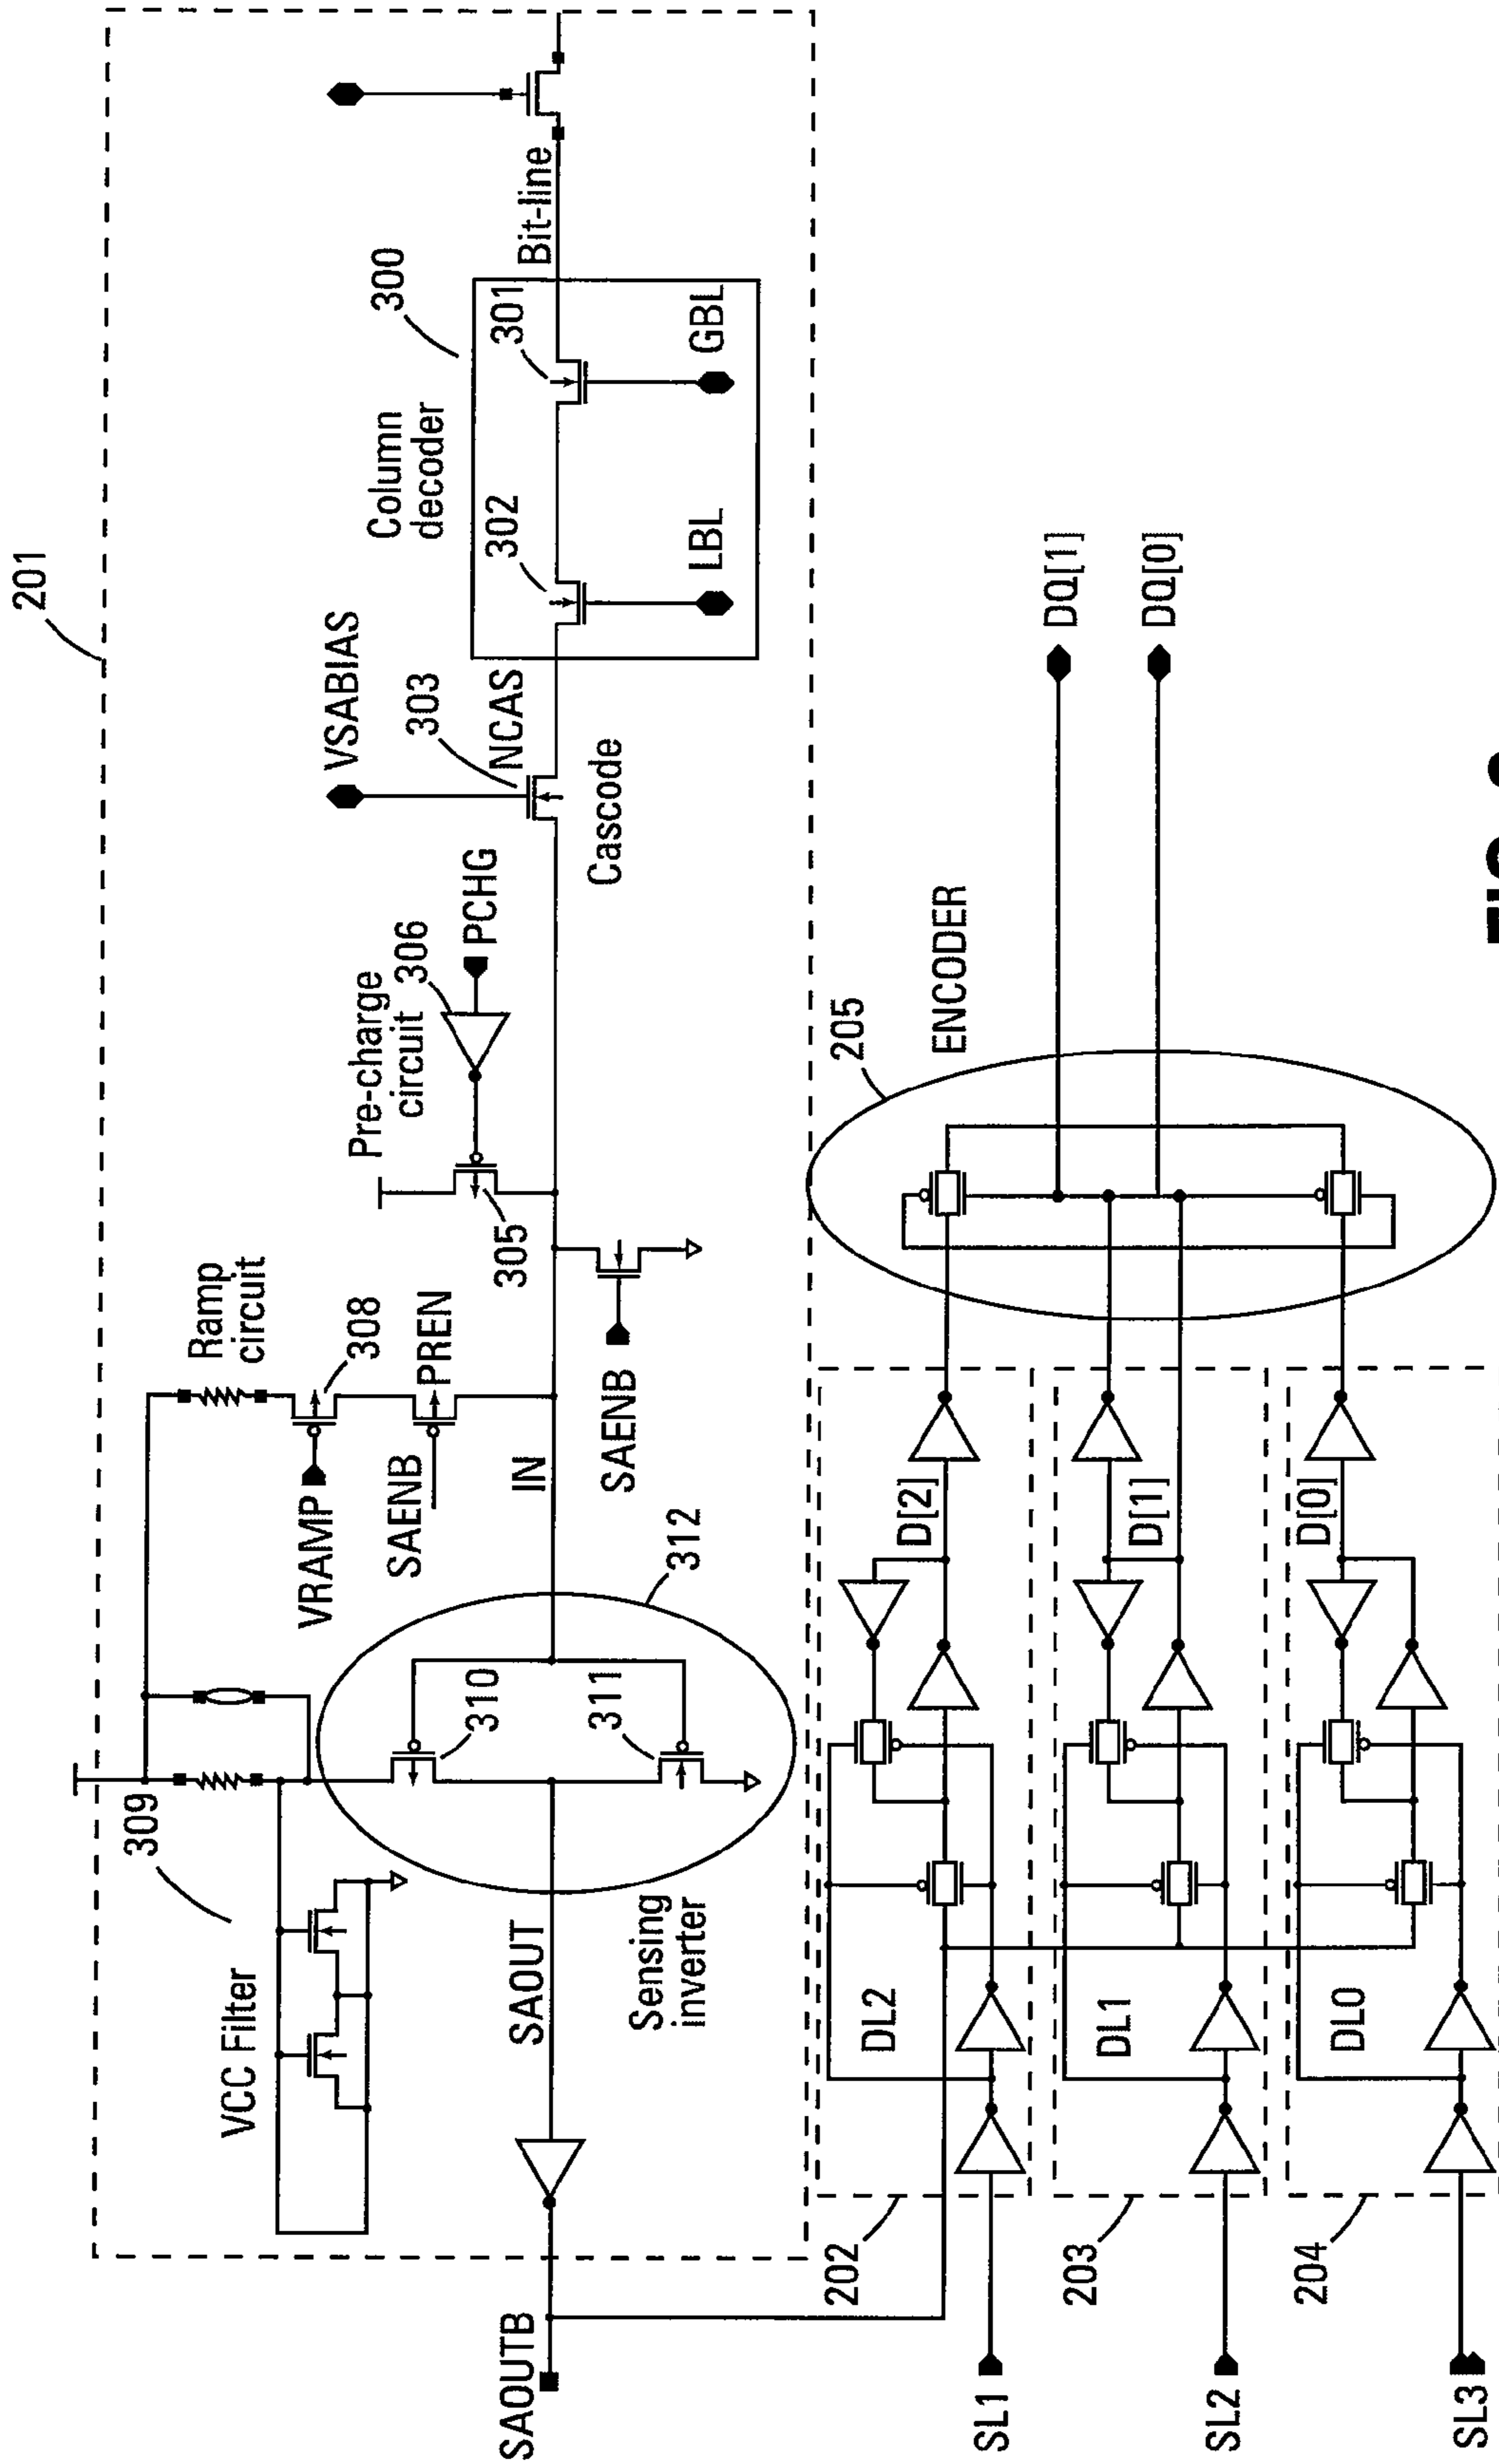 201
309
VCC Filter
Ramp
circuit
VRAMP
308
SAENB
PREN
Pre-charge
circuit
306
PCHG
305
VSABIAS
303
NCAS
Cascode
Column
decoder
300
302
301
LBL
GBL
Bit-line
SAOUTB
SAOUT
Sensing
inverter
310
311
312
IN
SAENB
202
DL2
D[2]
SL1
203
DL1
D[1]
SL2
204
DL0
D[0]
SL3
205
ENCODER
DQ[1]
DQ[0]